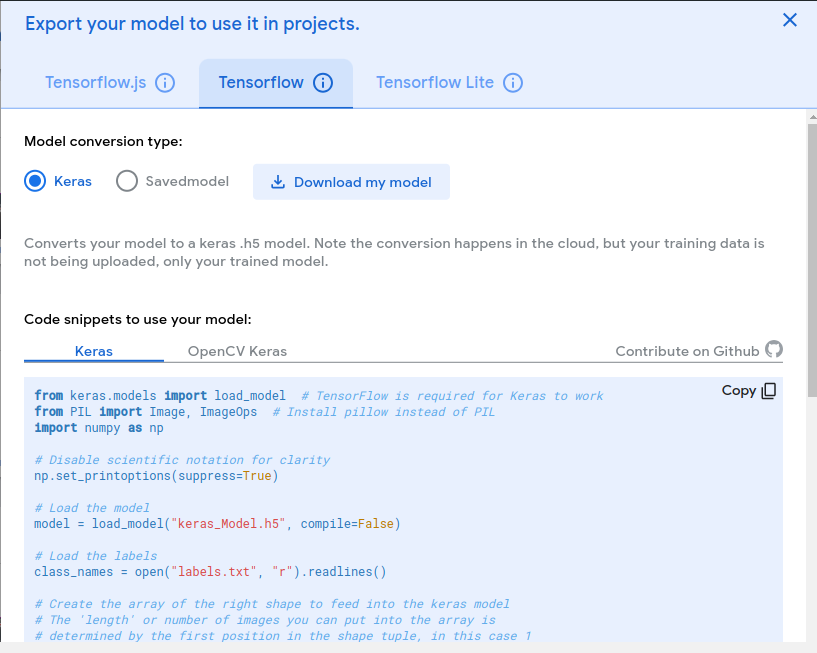 Export your model to use it in projects.
Tensorflow.js
Tensorflow
Tensorflow Lite
Model conversion type:
Keras
Savedmodel
Download my model
Converts your model to a keras .h5 model. Note the conversion happens in the cloud, but your training data is
not being uploaded, only your trained model.
Code snippets to use your model:
Keras
OpenCV Keras
Contribute on Github
Copy
from keras.models import load_model  # TensorFlow is required for Keras to work
from PIL import Image, ImageOps  # Install pillow instead of PIL
import numpy as np
# Disable scientific notation for clarity
np.set_printoptions(suppress=True)
# Load the model
model = load_model("keras_Model.h5", compile=False)
# Load the labels
class_names = open("labels.txt", "r").readlines()
# Create the array of the right shape to feed into the keras model
# The 'length' or number of images you can put into the array is
# determined by the first position in the shape tuple, in this case 1